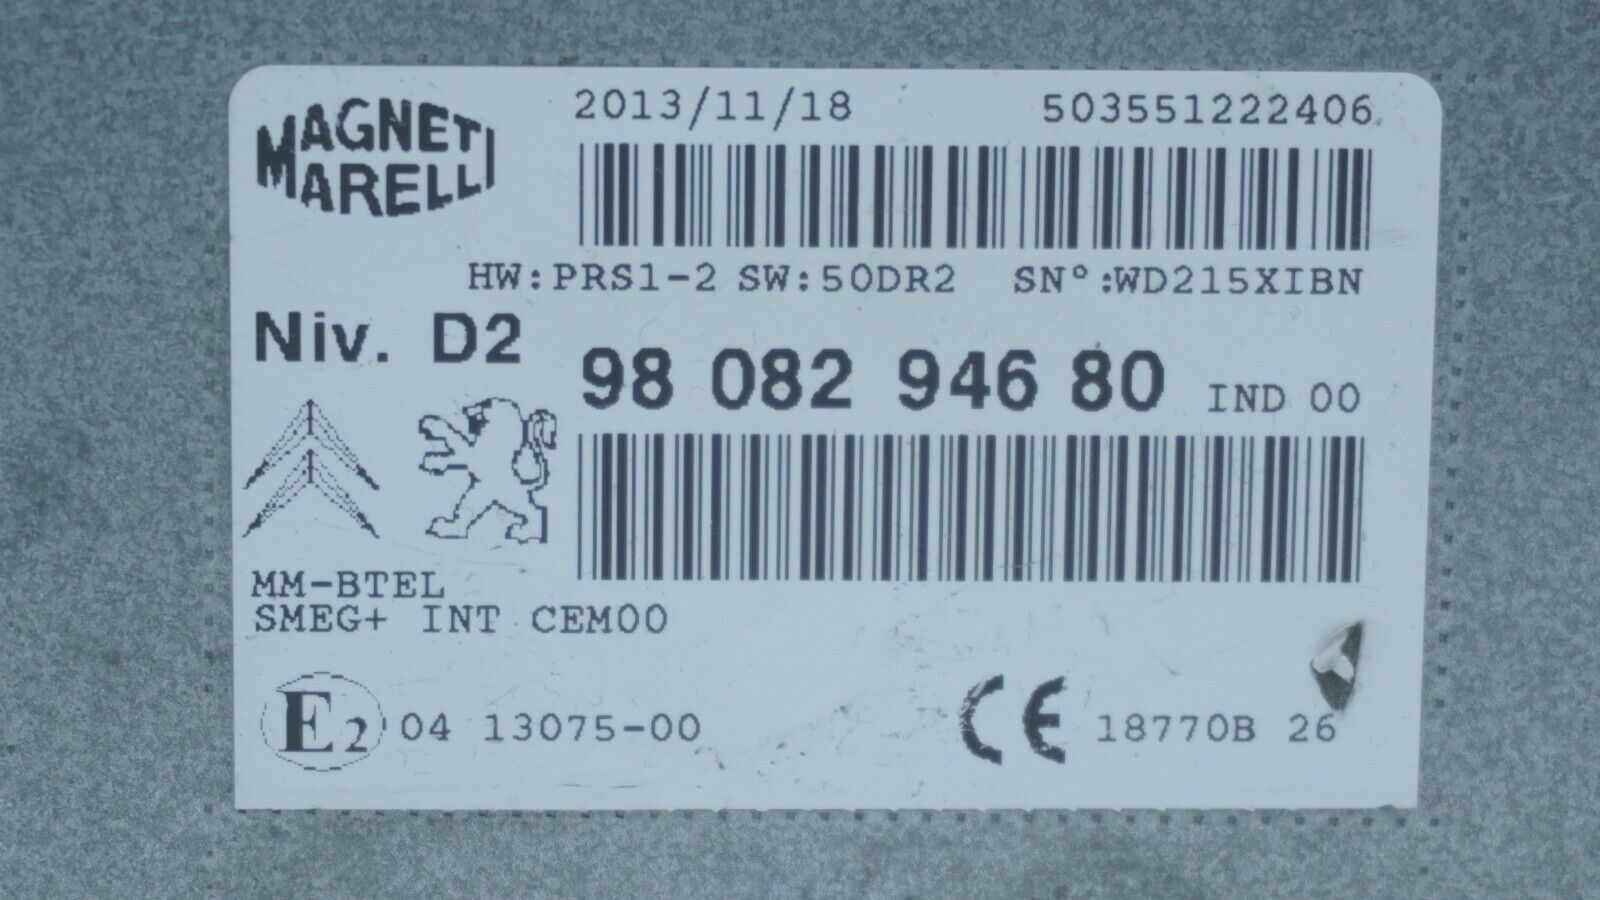 MAGNETI MARELLI
2013/11/18 503551222406
HW:PRS1-2 SW:50DR2 SN°:WD215XIBN
Niv. D2
98 082 946 80 IND 00
MM-BTEL
SMEG+ INT CEM00
E2 04 13075-00
CE 18770B 26